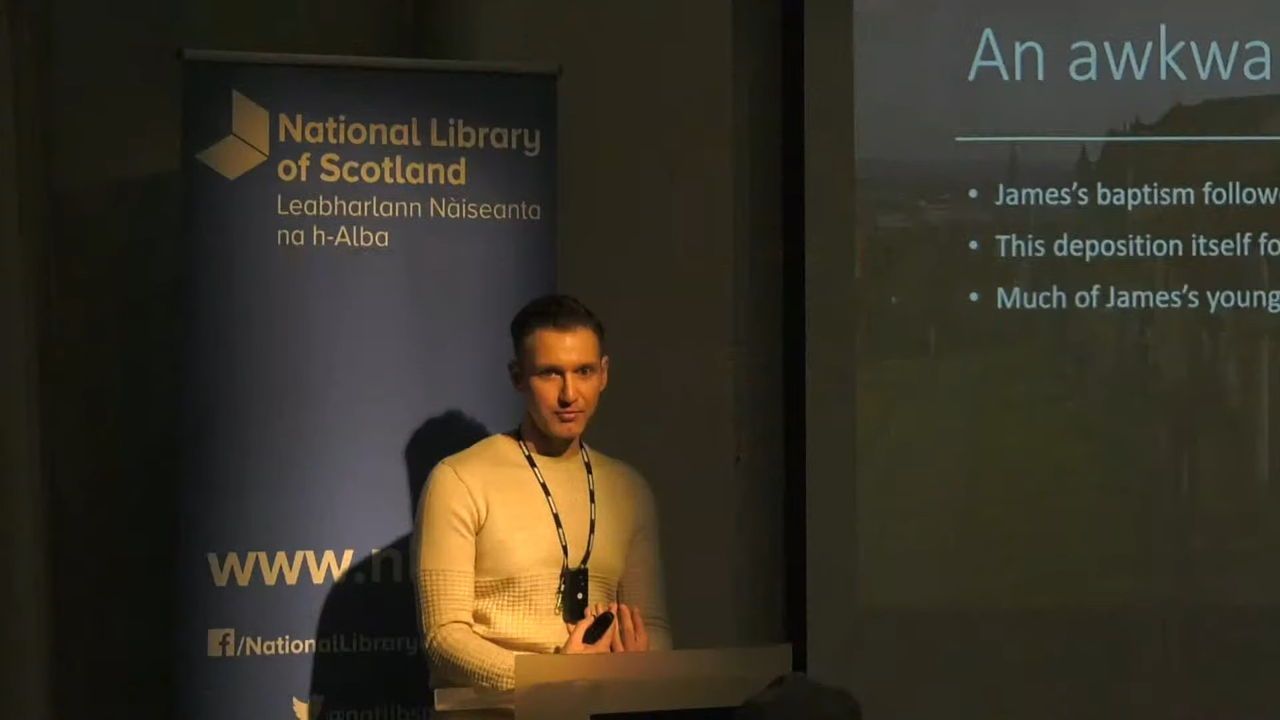 National Library
of Scotland
Leabharlann Nàiseanta
na h-Alba
www.n
/NationalLibrary
@natlibs
An awkwa
• James's baptism follow
• This deposition itself fo
• Much of James's young